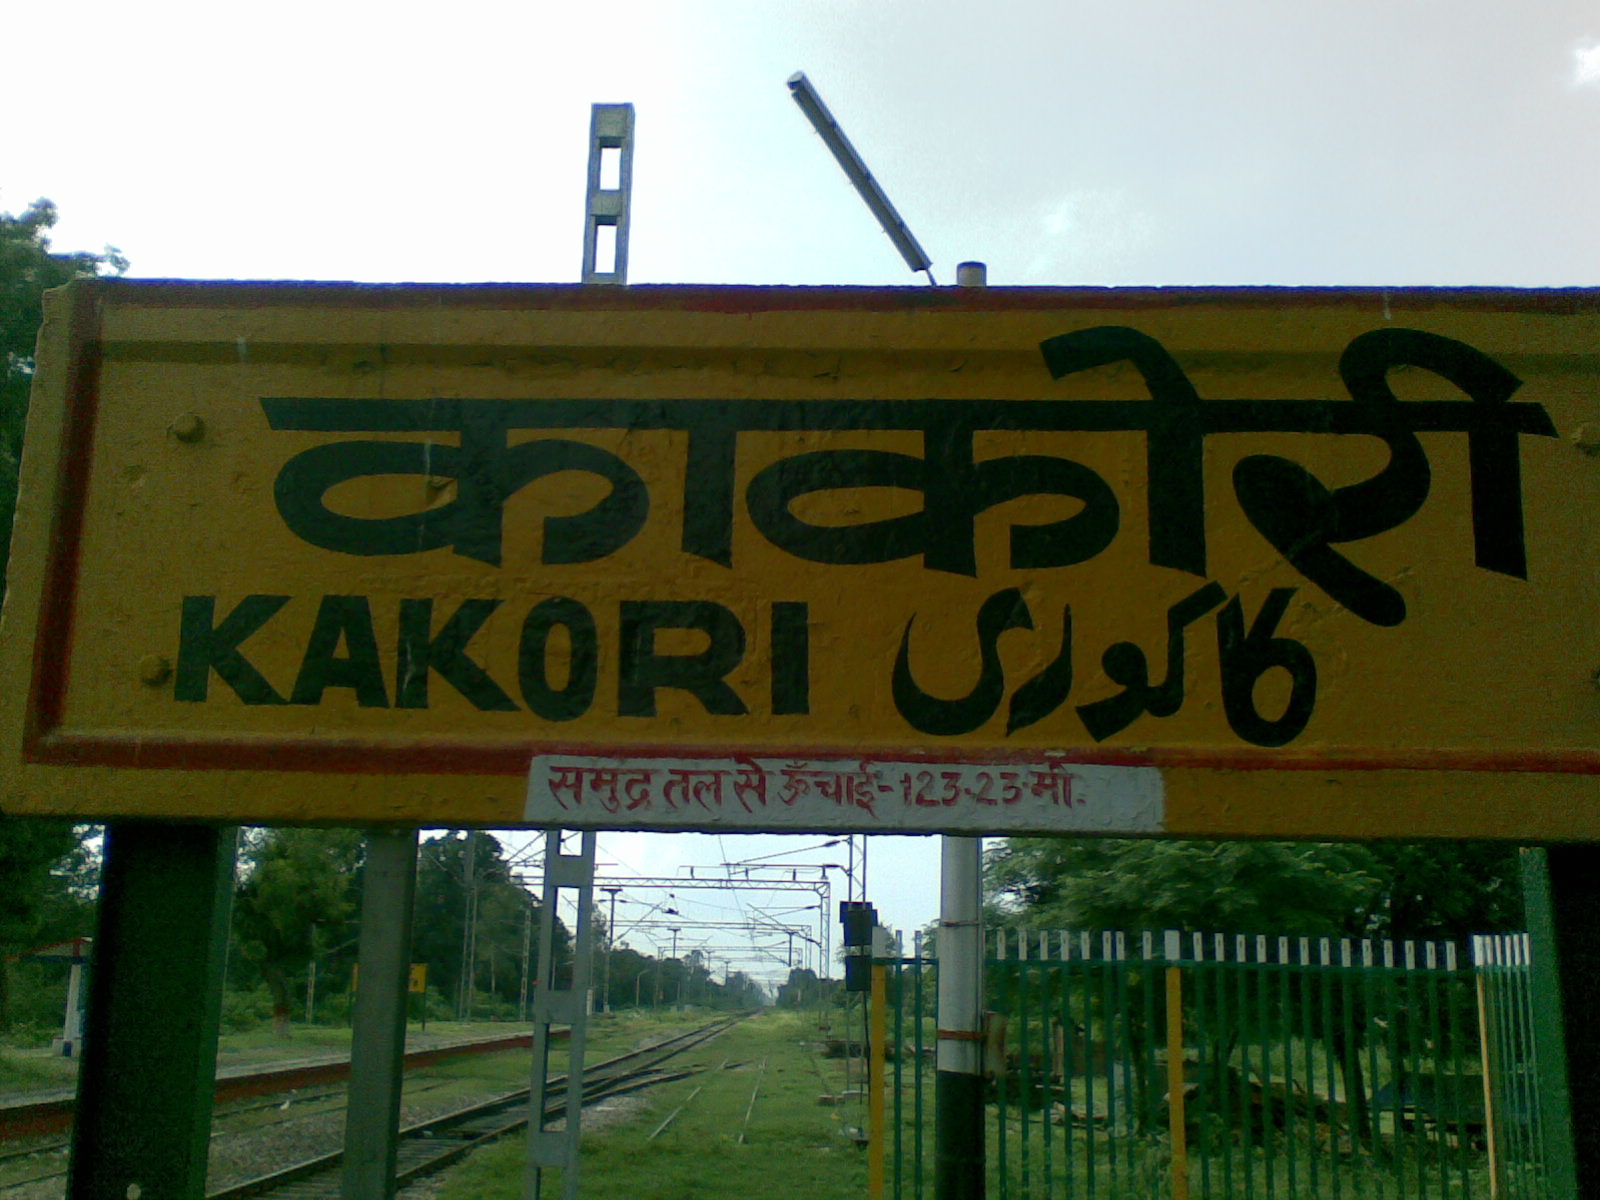 काकोरी
KAKORI کاکوری
समुद्र तल से ऊँचाई-123.23 मी.